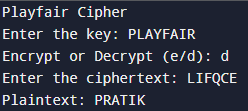 Playfair Cipher
Enter the key: PLAYFAIR
Encrypt or Decrypt (e/d): d
Enter the ciphertext: LIFQCE
Plaintext: PRATIK